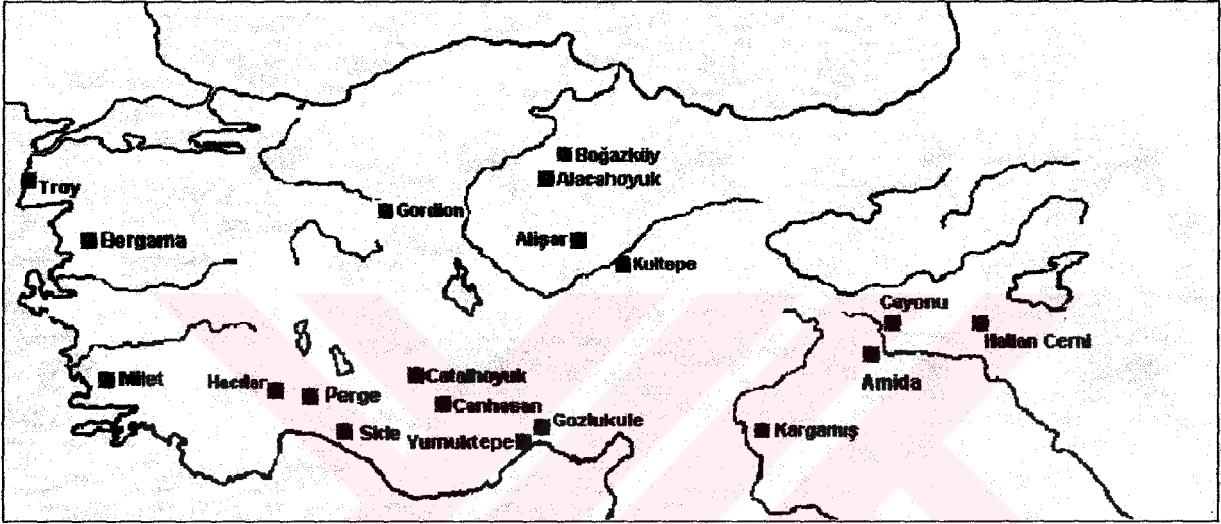 Boğazköy
Alacahoyuk
Troy
Gordion
Bergama
Alişar
Kultepe
Cayonu
Hallan Cemi
Milet
Hacılar
Perge
Catalhoyuk
Amida
Canhasan
Gozlukule
Side
Yumuktepe
Kargamış